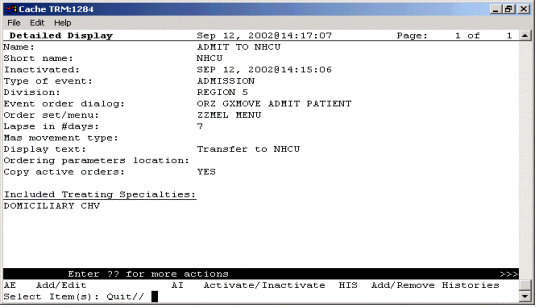 Cache TRM:1284
File Edit Help
Detailed Display Sep 12, 2002@14:17:07 Page: 1 of 1
Name: ADMIT TO NHCU
Short name: NHCU
Inactivated: SEP 12, 2002@14:15:06
Type of event: ADMISSION
Division: REGION 5
Event order dialog: ORZ GXMOVE ADMIT PATIENT
Order set/menu: ZZMEL MENU
Lapse in #days: 7
Mas movement type:
Display text: Transfer to NHCU
Ordering parameters location:
Copy active orders: YES
Included Treating Specialties:
DOMICILIARY CHV
Enter ?? for more actions >>>
AE Add/Edit AI Activate/Inactivate HIS Add/Remove Histories
Select Item(s): Quit//